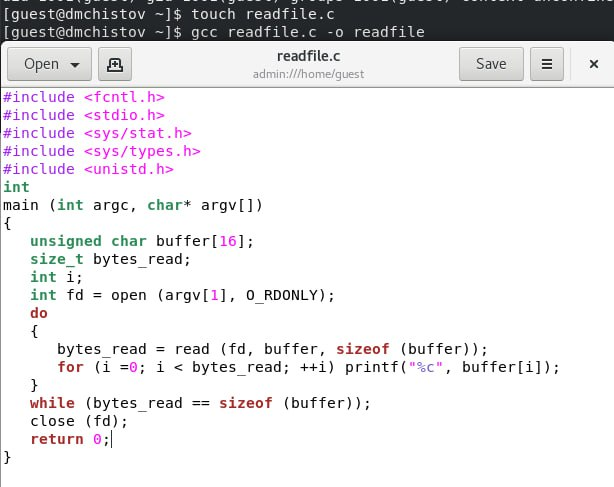 [guest@dmchistov ~]$ touch readfile.c
[guest@dmchistov ~]$ gcc readfile.c -o readfile
Open
readfile.c
admin:///home/guest
Save
#include <fcntl.h>
#include <stdio.h>
#include <sys/stat.h>
#include <sys/types.h>
#include <unistd.h>
int
main (int argc, char* argv[])
{
   unsigned char buffer[16];
   size_t bytes_read;
   int i;
   int fd = open (argv[1], O_RDONLY);
   do
   {
      bytes_read = read (fd, buffer, sizeof (buffer));
      for (i =0; i < bytes_read; ++i) printf("%c", buffer[i]);
   }
   while (bytes_read == sizeof (buffer));
   close (fd);
   return 0;
}